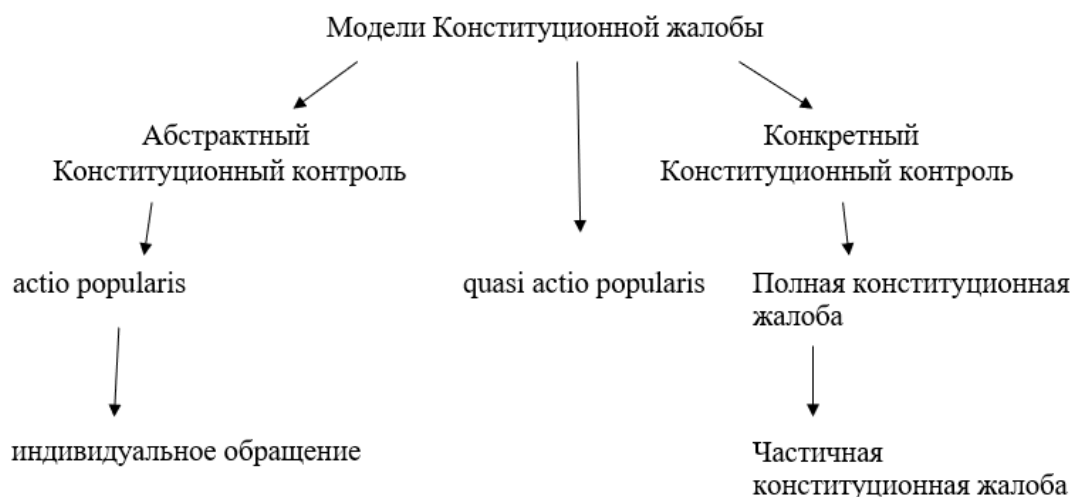 Модели Конституционной жалобы
Абстрактный
Конституционный контроль
Конкретный
Конституционный контроль
actio popularis
quasi actio popularis
Полная конституционная
жалоба
индивидуальное обращение
Частичная
конституционная жалоба